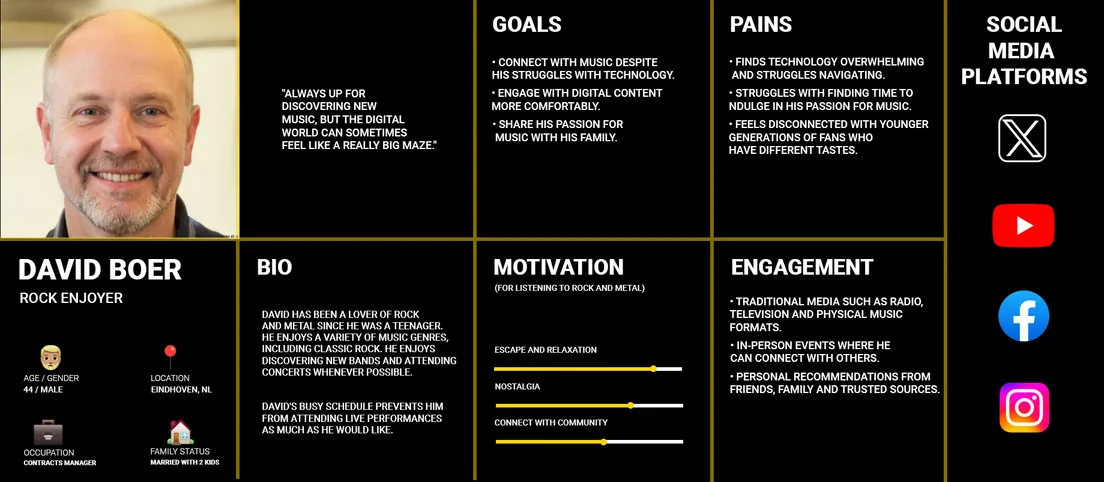 "ALWAYS UP FOR
DISCOVERING NEW
MUSIC, BUT THE DIGITAL
WORLD CAN SOMETIMES
FEEL LIKE A REALLY BIG MAZE."
GOALS
• CONNECT WITH MUSIC DESPITE
HIS STRUGGLES WITH TECHNOLOGY.
• ENGAGE WITH DIGITAL CONTENT
MORE COMFORTABLY.
• SHARE HIS PASSION FOR
MUSIC WITH HIS FAMILY.
PAINS
• FINDS TECHNOLOGY OVERWHELMING
AND STRUGGLES NAVIGATING.
• STRUGGLES WITH FINDING TIME TO
NDULGE IN HIS PASSION FOR MUSIC.
• FEELS DISCONNECTED WITH YOUNGER
GENERATIONS OF FANS WHO
HAVE DIFFERENT TASTES.
SOCIAL
MEDIA
PLATFORMS
DAVID BOER
ROCK ENJOYER
AGE / GENDER
44 / MALE
LOCATION
EINDHOVEN, NL
OCCUPATION
CONTRACTS MANAGER
FAMILY STATUS
MARRIED WITH 2 KIDS
BIO
DAVID HAS BEEN A LOVER OF ROCK
AND METAL SINCE HE WAS A TEENAGER.
HE ENJOYS A VARIETY OF MUSIC GENRES,
INCLUDING CLASSIC ROCK. HE ENJOYS
DISCOVERING NEW BANDS AND ATTENDING
CONCERTS WHENEVER POSSIBLE.
DAVID'S BUSY SCHEDULE PREVENTS HIM
FROM ATTENDING LIVE PERFORMANCES
AS MUCH AS HE WOULD LIKE.
MOTIVATION
(FOR LISTENING TO ROCK AND METAL)
ESCAPE AND RELAXATION
NOSTALGIA
CONNECT WITH COMMUNITY
ENGAGEMENT
• TRADITIONAL MEDIA SUCH AS RADIO,
TELEVISION AND PHYSICAL MUSIC
FORMATS.
• IN-PERSON EVENTS WHERE HE
CAN CONNECT WITH OTHERS.
• PERSONAL RECOMMENDATIONS FROM
FRIENDS, FAMILY AND TRUSTED SOURCES.